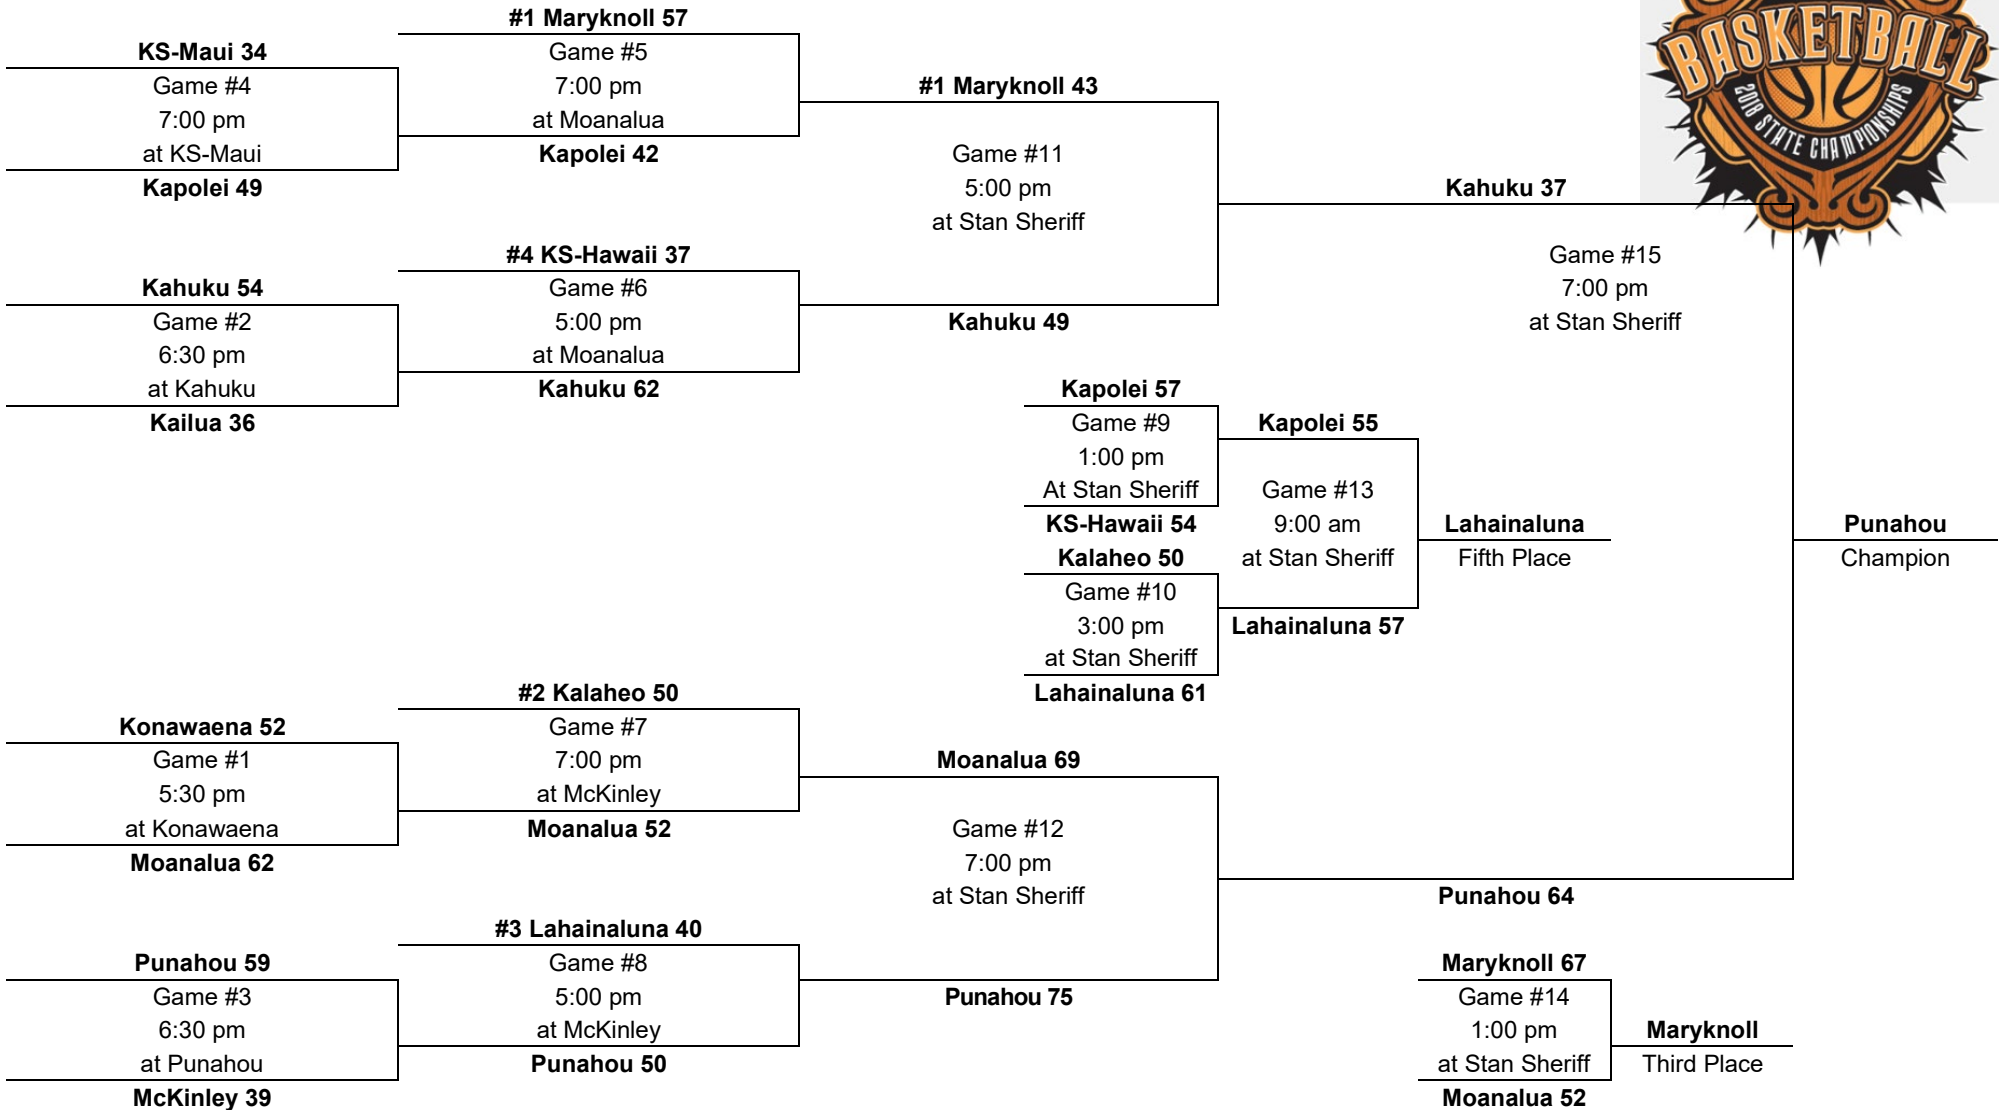 BASKETBALL
2018 STATE CHAMPIONSHIPS
#1 Maryknoll 57
KS-Maui 34
Game #5
Game #4
7:00 pm
#1 Maryknoll 43
7:00 pm
at Moanalua
at KS-Maui
Kapolei 42
Game #11
Kapolei 49
5:00 pm
Kahuku 37
at Stan Sheriff
#4 KS-Hawaii 37
Game #15
Kahuku 54
Game #6
7:00 pm
Game #2
5:00 pm
Kahuku 49
at Stan Sheriff
6:30 pm
at Moanalua
at Kahuku
Kahuku 62
Kapolei 57
Kailua 36
Game #9
Kapolei 55
1:00 pm
At Stan Sheriff
Game #13
KS-Hawaii 54
9:00 am
Lahainaluna
Punahou
Kalaheo 50
at Stan Sheriff
Fifth Place
Champion
Game #10
3:00 pm
Lahainaluna 57
at Stan Sheriff
#2 Kalaheo 50
Lahainaluna 61
Konawaena 52
Game #7
Game #1
7:00 pm
Moanalua 69
5:30 pm
at McKinley
at Konawaena
Moanalua 52
Game #12
Moanalua 62
7:00 pm
at Stan Sheriff
Punahou 64
#3 Lahainaluna 40
Punahou 59
Game #8
Maryknoll 67
Game #3
5:00 pm
Punahou 75
Game #14
6:30 pm
at McKinley
1:00 pm
Maryknoll
at Punahou
Punahou 50
at Stan Sheriff
Third Place
McKinley 39
Moanalua 52